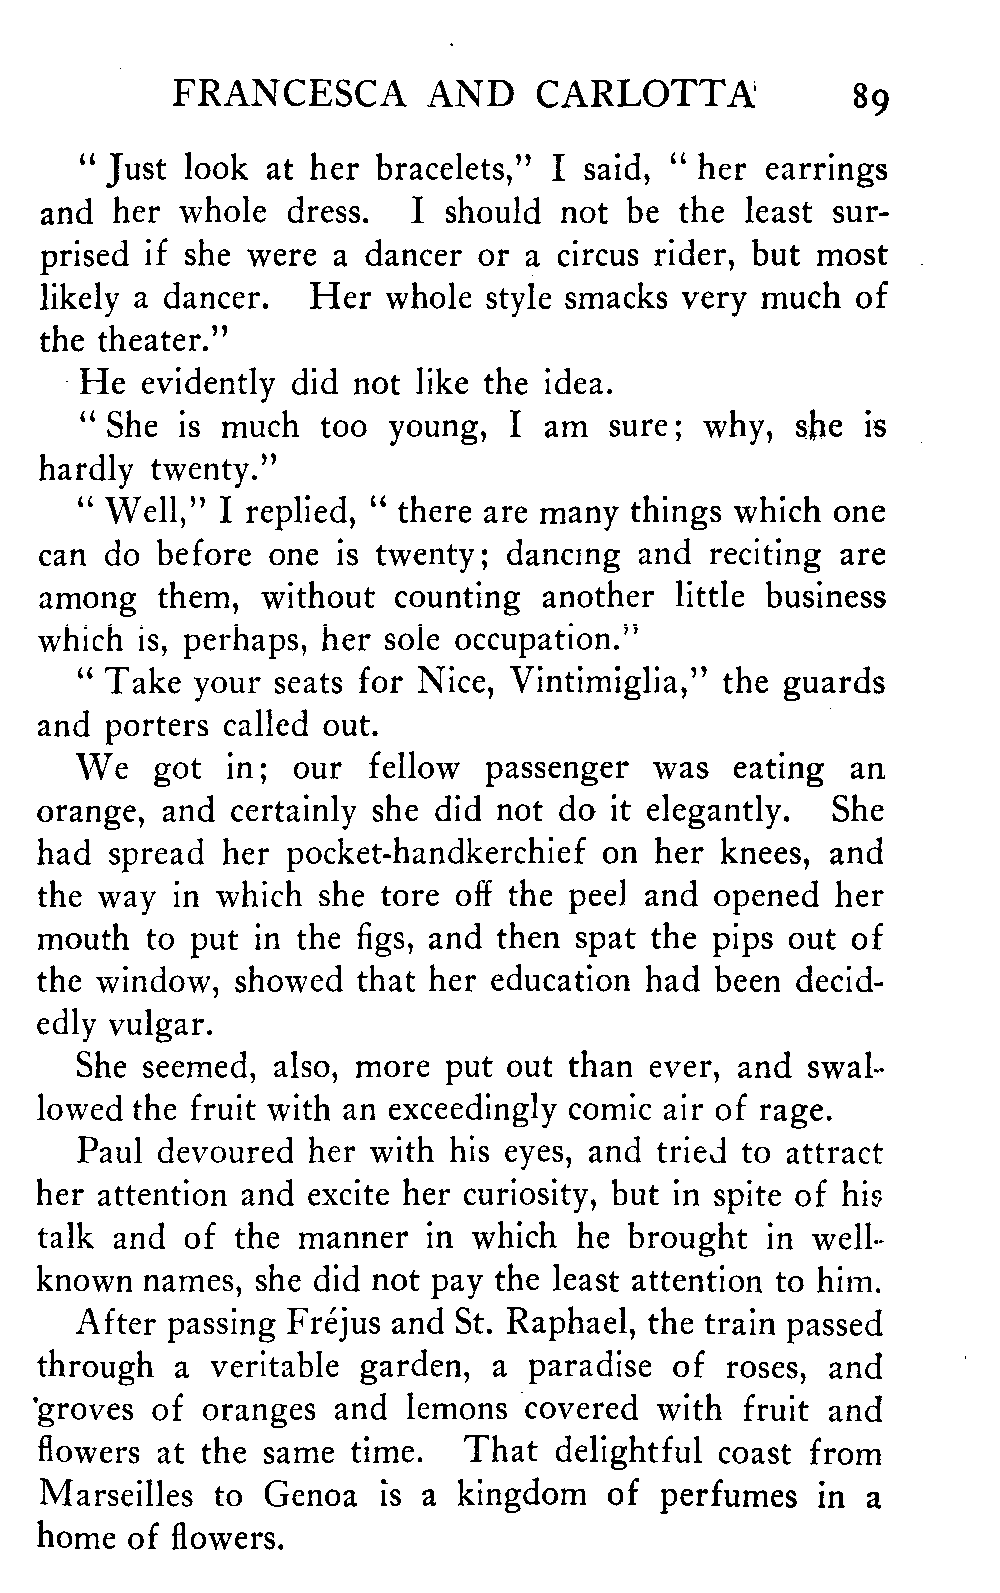 FRANCESCA AND CARLOTTA 89
" Just look at her bracelets," I said, " her earrings
and her whole dress. I should not be the least sur-
prised if she were a dancer or a circus rider, but most
likely a dancer. Her whole style smacks very much of
the theater."
He evidently did not like the idea.
" She is much too young, I am sure; why, she is
hardly twenty."
" Well," I replied, " there are many things which one
can do before one is twenty; dancing and reciting are
among them, without counting another little business
which is, perhaps, her sole occupation."
" Take your seats for Nice, Vintimiglia," the guards
and porters called out.
We got in; our fellow passenger was eating an
orange, and certainly she did not do it elegantly. She
had spread her pocket-handkerchief on her knees, and
the way in which she tore off the peel and opened her
mouth to put in the figs, and then spat the pips out of
the window, showed that her education had been decid-
edly vulgar.
She seemed, also, more put out than ever, and swal-
lowed the fruit with an exceedingly comic air of rage.
Paul devoured her with his eyes, and tried to attract
her attention and excite her curiosity, but in spite of his
talk and of the manner in which he brought in well-
known names, she did not pay the least attention to him.
After passing Fréjus and St. Raphael, the train passed
through a veritable garden, a paradise of roses, and
groves of oranges and lemons covered with fruit and
flowers at the same time. That delightful coast from
Marseilles to Genoa is a kingdom of perfumes in a
home of flowers.